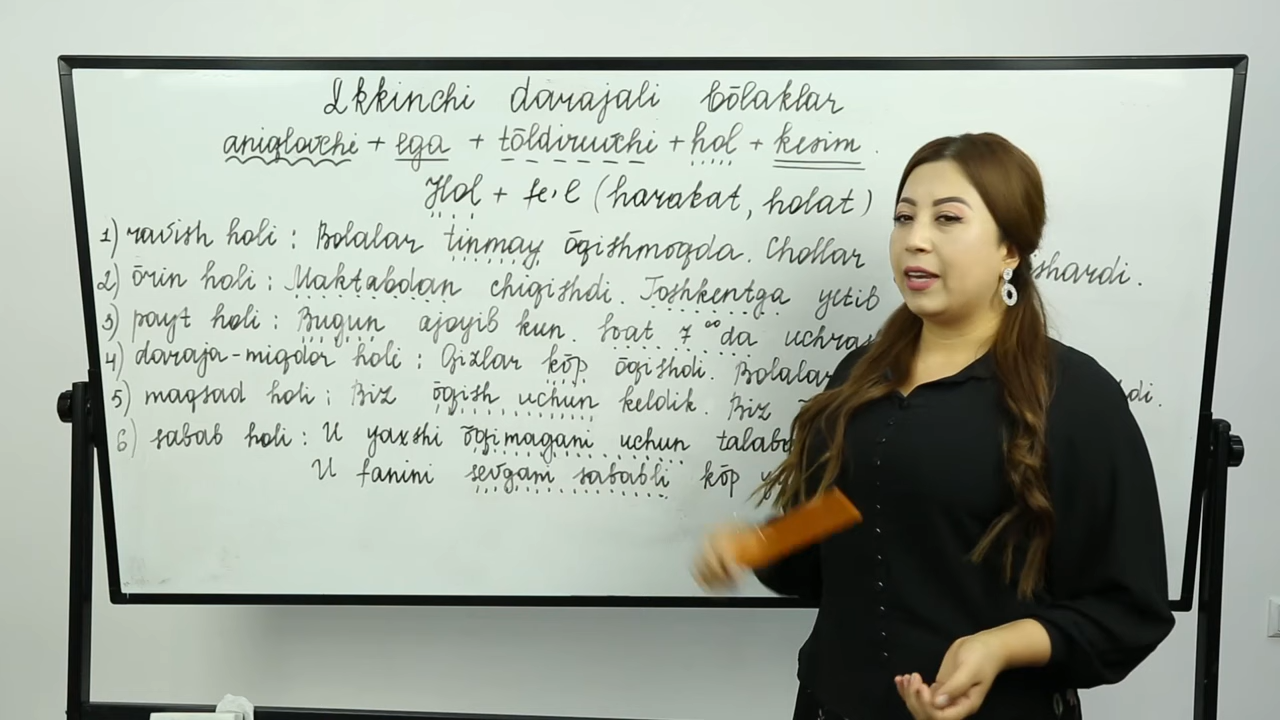 Ikkinchi darajali bōlaklar
aniqlovchi + ega + tōldiruvchi + hol + kesim.
Hol + fe'l (harakat, holat)
1) ravish holi: Bolalar tinmay ōqishmoqda. Chollar
2) ōrin holi: Maktabdan chiqishdi. Toshkentga yetib
3) payt holi: Bugun ajoyib kun. Soat 7⁰⁰ da
4) daraja-miqdor holi: Qizlar kōp ōqishdi. Bolalar
5) maqsad holi: Biz ōqish uchun keldik. Biz
6) sabab holi: U yaxshi ōqimagani uchun
U fanini sevgani sababli kōp